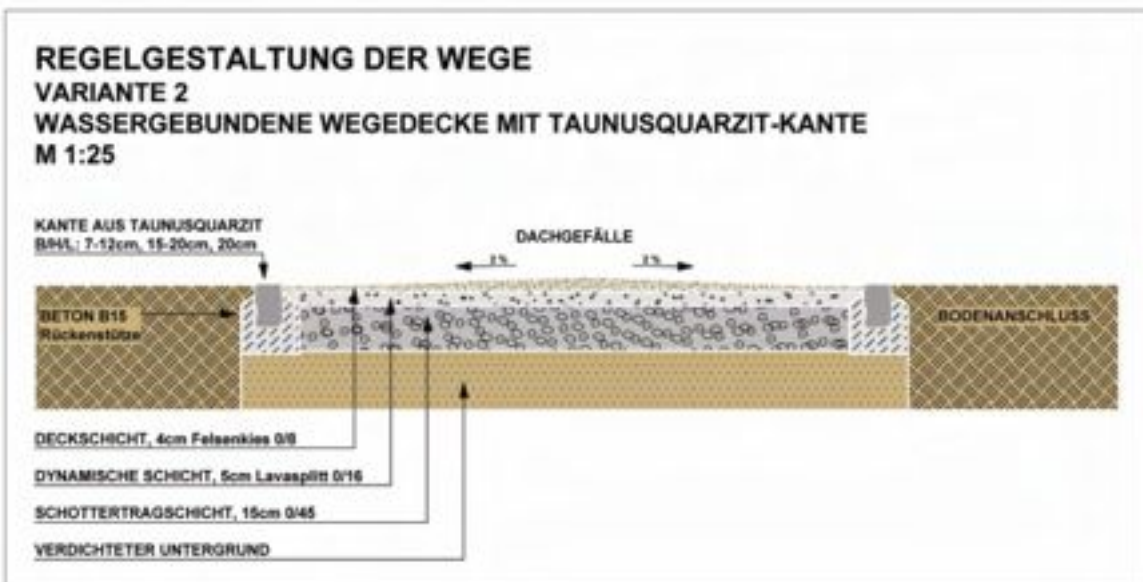 REGELGESTALTUNG DER WEGE
VARIANTE 2
WASSERGEBUNDENE WEGEDECKE MIT TAUNUSQUARZIT-KANTE
M 1:25
KANTE AUS TAUNUSQUARZIT
B/H/L: 7-12cm, 15-20cm, 20cm
DACHGEFÄLLE
2 % 2 %
BETON B15
Rückenstütze
BODENANSCHLUSS
DECKSCHICHT, 4cm Felsenkies 0/8
DYNAMISCHE SCHICHT, 5cm Lavasplitt 0/16
SCHOTTERTRAGSCHICHT, 15cm 0/45
VERDICHTETER UNTERGRUND